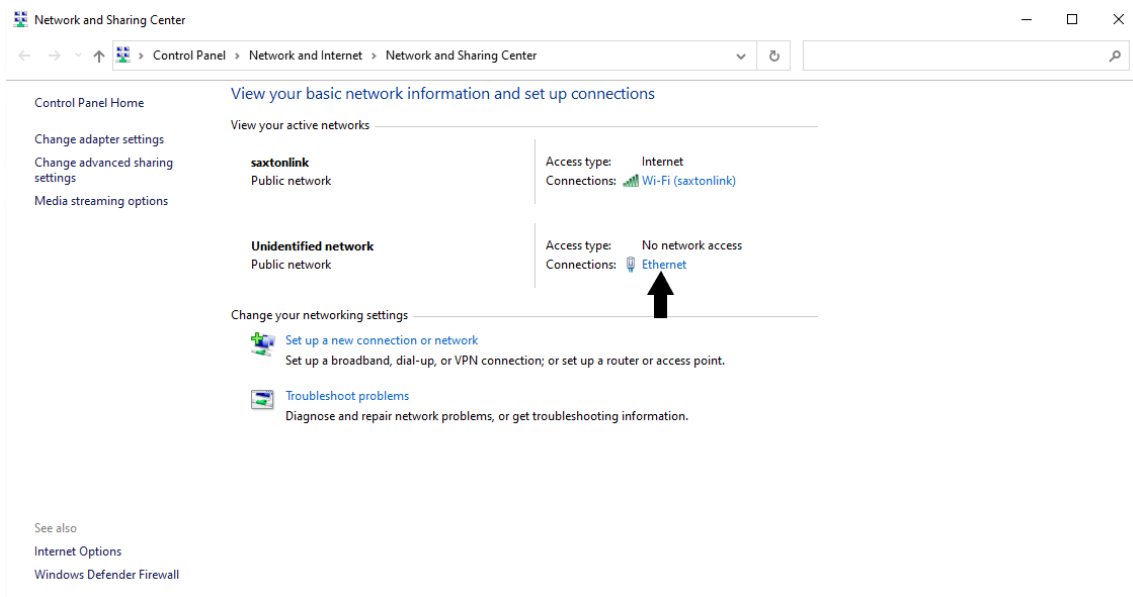 Network and Sharing Center
Control Panel > Network and Internet > Network and Sharing Center
Control Panel Home
Change adapter settings
Change advanced sharing
settings
Media streaming options
View your basic network information and set up connections
View your active networks
saxtonlink
Public network
Access type: Internet
Connections: Wi-Fi (saxtonlink)
Unidentified network
Public network
Access type: No network access
Connections: Ethernet
Change your networking settings
Set up a new connection or network
Set up a broadband, dial-up, or VPN connection; or set up a router or access point.
Troubleshoot problems
Diagnose and repair network problems, or get troubleshooting information.
See also
Internet Options
Windows Defender Firewall